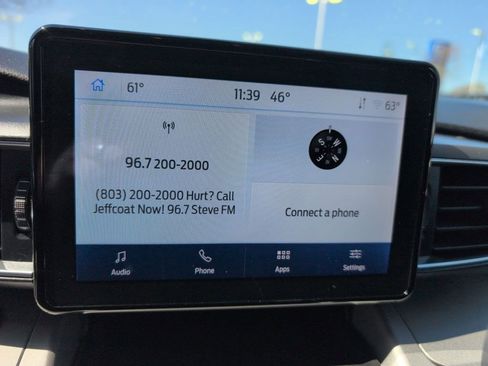 61° 11:39 46° 63°
96.7 200-2000
(803) 200-2000 Hurt? Call
Jeffcoat Now! 96.7 Steve FM
S W
E N
Connect a phone
Audio Phone Apps Settings